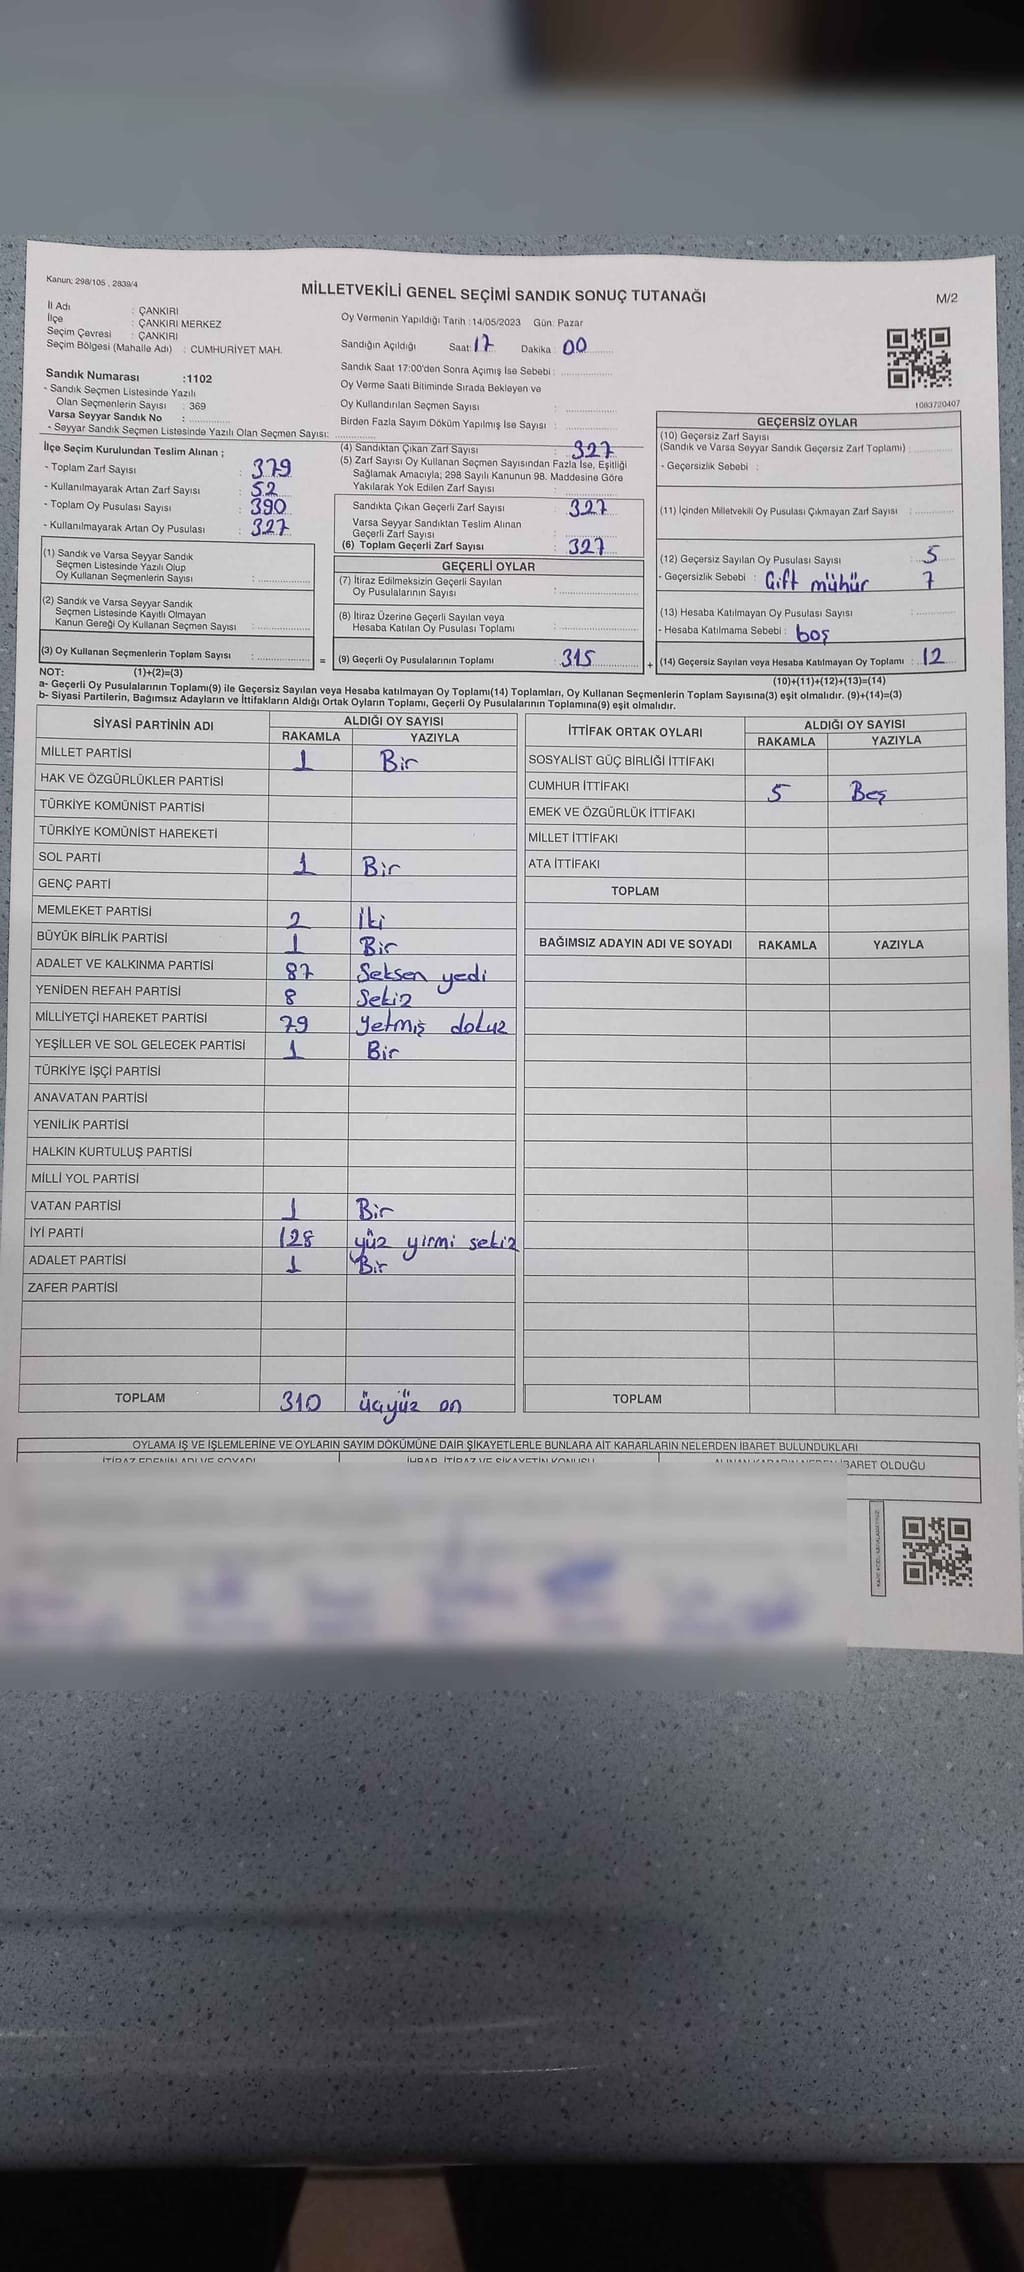 Kanun; 298/105 , 2839/4
MİLLETVEKİLİ GENEL SEÇİMİ SANDIK SONUÇ TUTANAĞI
M/2
İl Adı : ÇANKIRI
İlçe : ÇANKIRI MERKEZ
Seçim Çevresi : ÇANKIRI
Seçim Bölgesi (Mahalle Adı) : CUMHURİYET MAH.
Sandık Numarası :1102
- Sandık Seçmen Listesinde Yazılı
Olan Seçmenlerin Sayısı : 369
Varsa Seyyar Sandık No :
- Seyyar Sandık Seçmen Listesinde Yazılı Olan Seçmen Sayısı:
Oy Vermenin Yapıldığı Tarih :14/05/2023 Gün: Pazar
Sandığın Açıldığı Saat: 17 Dakika : 00
Sandık Saat 17:00'den Sonra Açımış İse Sebebi :
Oy Verme Saati Bitiminde Sırada Bekleyen ve
Oy Kullandırılan Seçmen Sayısı :
Birden Fazla Sayım Döküm Yapılmış İse Sayısı :
1083720407
İlçe Seçim Kurulundan Teslim Alınan ;
- Toplam Zarf Sayısı : 379
- Kullanılmayarak Artan Zarf Sayısı : 52
- Toplam Oy Pusulası Sayısı : 390
- Kullanılmayarak Artan Oy Pusulası : 327
(1) Sandık ve Varsa Seyyar Sandık
Seçmen Listesinde Yazılı Olup
Oy Kullanan Seçmenlerin Sayısı :
(2) Sandık ve Varsa Seyyar Sandık
Seçmen Listesinde Kayıtlı Olmayan
Kanun Gereği Oy Kullanan Seçmen Sayısı :
(3) Oy Kullanan Seçmenlerin Toplam Sayısı :
(4) Sandıktan Çıkan Zarf Sayısı : 327
(5) Zarf Sayısı Oy Kullanan Seçmen Sayısından Fazla İse, Eşitliği
Sağlamak Amacıyla; 298 Sayılı Kanunun 98. Maddesine Göre
Yakılarak Yok Edilen Zarf Sayısı :
Sandıkta Çıkan Geçerli Zarf Sayısı : 327
Varsa Seyyar Sandıktan Teslim Alınan
Geçerli Zarf Sayısı :
(6) Toplam Geçerli Zarf Sayısı : 327
GEÇERLİ OYLAR
(7) İtiraz Edilmeksizin Geçerli Sayılan
Oy Pusulalarının Sayısı :
(8) İtiraz Üzerine Geçerli Sayılan veya
Hesaba Katılan Oy Pusulası Toplamı :
= (9) Geçerli Oy Pusulalarının Toplamı : 315
GEÇERSİZ OYLAR
(10) Geçersiz Zarf Sayısı
(Sandık ve Varsa Seyyar Sandık Geçersiz Zarf Toplamı) :
- Geçersizlik Sebebi :
(11) İçinden Milletvekili Oy Pusulası Çıkmayan Zarf Sayısı :
(12) Geçersiz Sayılan Oy Pusulası Sayısı : 5
- Geçersizlik Sebebi : Çift mühür 7
(13) Hesaba Katılmayan Oy Pusulası Sayısı :
- Hesaba Katılmama Sebebi : boş
+ (14) Geçersiz Sayılan veya Hesaba Katılmayan Oy Toplamı : 12
(10)+(11)+(12)+(13)=(14)
NOT: (1)+(2)=(3)
a- Geçerli Oy Pusulalarının Toplamı(9) ile Geçersiz Sayılan veya Hesaba katılmayan Oy Toplamı(14) Toplamları, Oy Kullanan Seçmenlerin Toplam Sayısına(3) eşit olmalıdır. (9)+(14)=(3)
b- Siyasi Partilerin, Bağımsız Adayların ve İttifakların Aldığı Ortak Oyların Toplamı, Geçerli Oy Pusulalarının Toplamına(9) eşit olmalıdır.
SİYASİ PARTİNİN ADI ALDIĞI OY SAYISI
RAKAMLA YAZIYLA
MİLLET PARTİSİ 1 Bir
HAK VE ÖZGÜRLÜKLER PARTİSİ
TÜRKİYE KOMÜNİST PARTİSİ
TÜRKİYE KOMÜNİST HAREKETİ
SOL PARTİ 1 Bir
GENÇ PARTİ
MEMLEKET PARTİSİ 2 İki
BÜYÜK BİRLİK PARTİSİ 1 Bir
ADALET VE KALKINMA PARTİSİ 87 Seksen yedi
YENİDEN REFAH PARTİSİ 8 Sekiz
MİLLİYETÇİ HAREKET PARTİSİ 79 yetmiş dokuz
YEŞİLLER VE SOL GELECEK PARTİSİ 1 Bir
TÜRKİYE İŞÇİ PARTİSİ
ANAVATAN PARTİSİ
YENİLİK PARTİSİ
HALKIN KURTULUŞ PARTİSİ
MİLLİ YOL PARTİSİ
VATAN PARTİSİ 1 Bir
İYİ PARTİ 128 yüz yirmi sekiz
ADALET PARTİSİ 1 Bir
ZAFER PARTİSİ
TOPLAM 310 üçyüz on
İTTİFAK ORTAK OYLARI ALDIĞI OY SAYISI
RAKAMLA YAZIYLA
SOSYALİST GÜÇ BİRLİĞİ İTTİFAKI
CUMHUR İTTİFAKI 5 Beş
EMEK VE ÖZGÜRLÜK İTTİFAKI
MİLLET İTTİFAKI
ATA İTTİFAKI
TOPLAM
BAĞIMSIZ ADAYIN ADI VE SOYADI RAKAMLA YAZIYLA
TOPLAM
OYLAMA İŞ VE İŞLEMLERİNE VE OYLARIN SAYIM DÖKÜMÜNE DAİR ŞİKAYETLERLE BUNLARA AİT KARARLARIN NELERDEN İBARET BULUNDUKLARI
İTİRAZ EDENİN ADI VE SOYADI İHBAR, İTİRAZ VE ŞİKAYETİN KONUSU ALINAN KARARIN NEDEN İBARET OLDUĞU